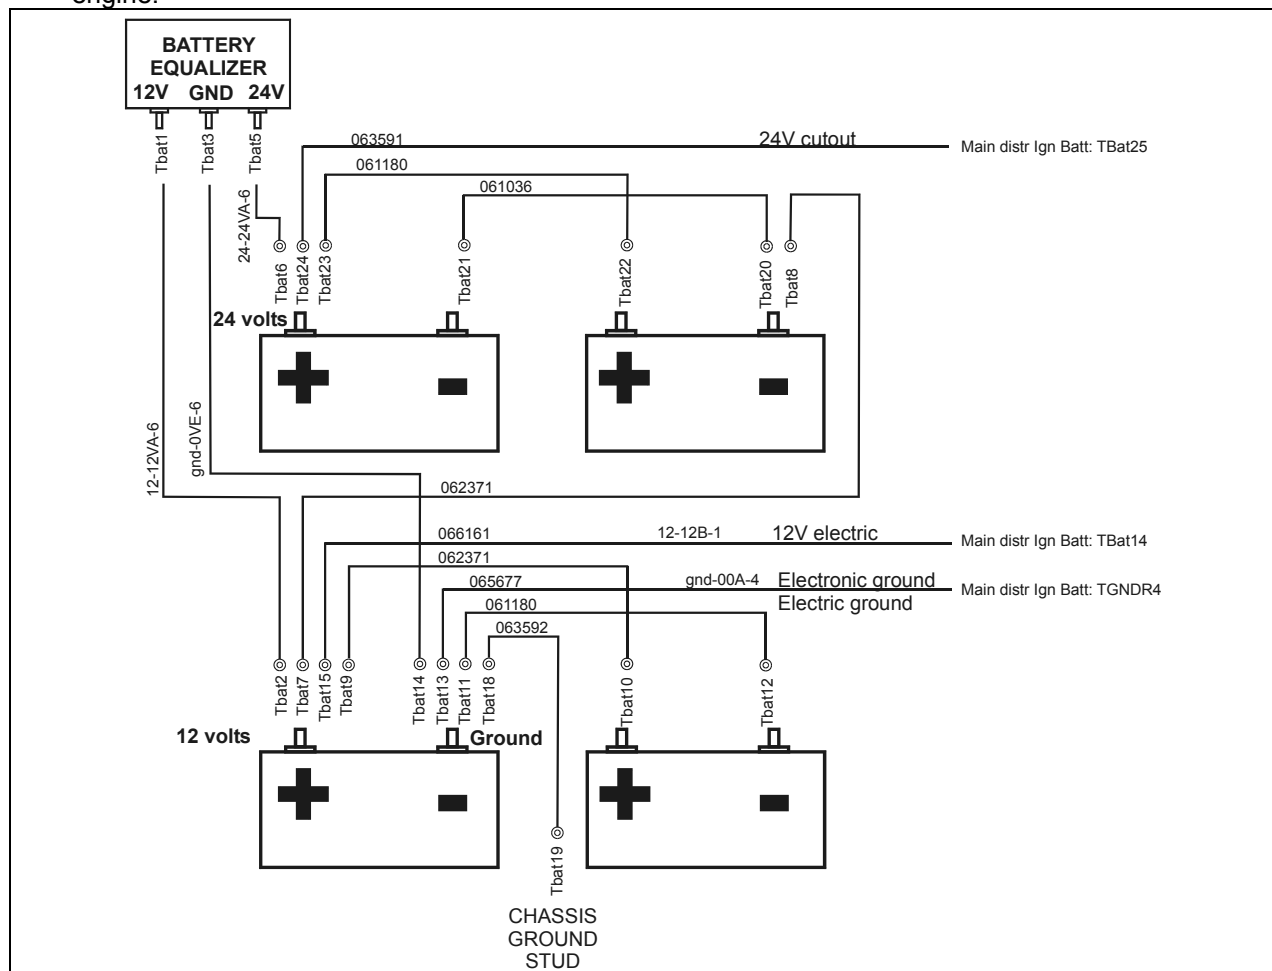 engine.
BATTERY
EQUALIZER
12V GND 24V
Tbat1
Tbat3
Tbat5
063591
24V cutout
Main distr Ign Batt: TBat25
061180
061036
24-24VA-6
Tbat6
Tbat24
Tbat23
Tbat21
Tbat22
Tbat20
Tbat8
24 volts
12-12VA-6
gnd-0VE-6
062371
066161
12-12B-1
12V electric
Main distr Ign Batt: TBat14
062371
065677
gnd-00A-4
Electronic ground
Main distr Ign Batt: TGNDR4
Electric ground
061180
063592
Tbat2
Tbat7
Tbat15
Tbat9
Tbat14
Tbat13
Tbat11
Tbat18
Tbat10
Tbat12
12 volts
Ground
Tbat19
CHASSIS
GROUND
STUD